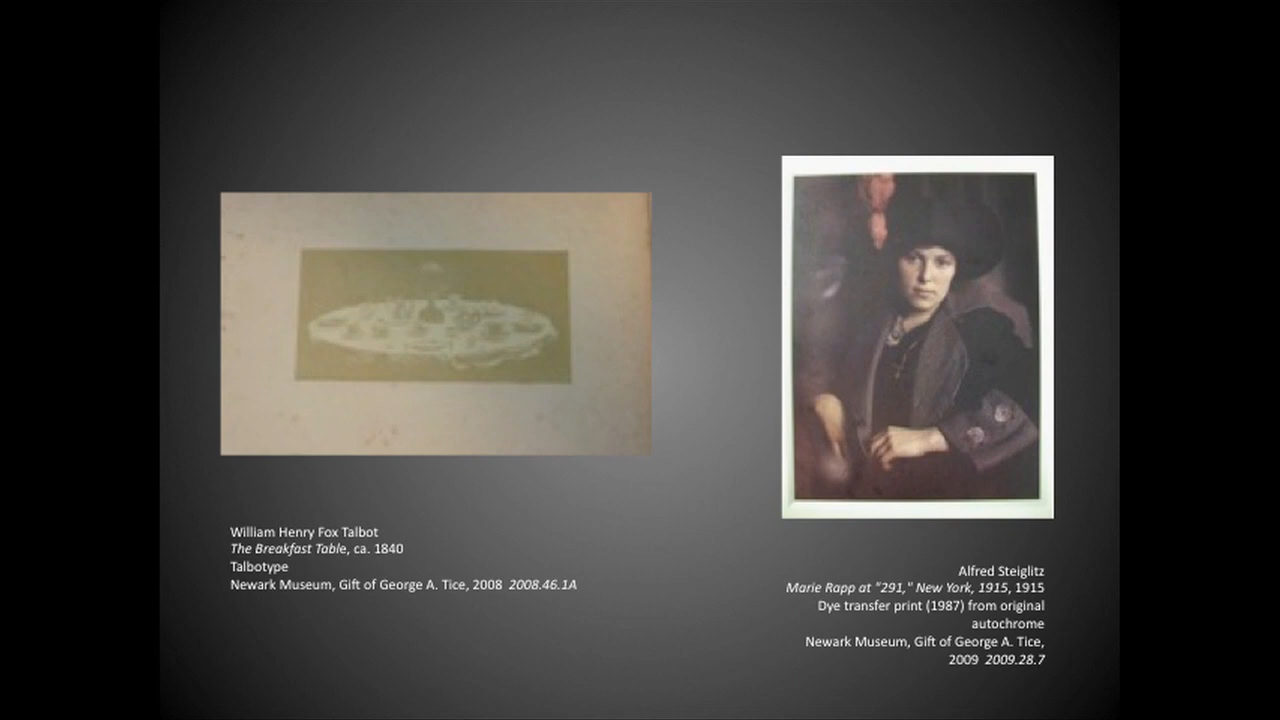 William Henry Fox Talbot
The Breakfast Table, ca. 1840
Talbotype
Newark Museum, Gift of George A. Tice, 2008 2008.46.1A
Alfred Steiglitz
Marie Rapp at "291," New York, 1915, 1915
Dye transfer print (1987) from original
autochrome
Newark Museum, Gift of George A. Tice,
2009 2009.28.7